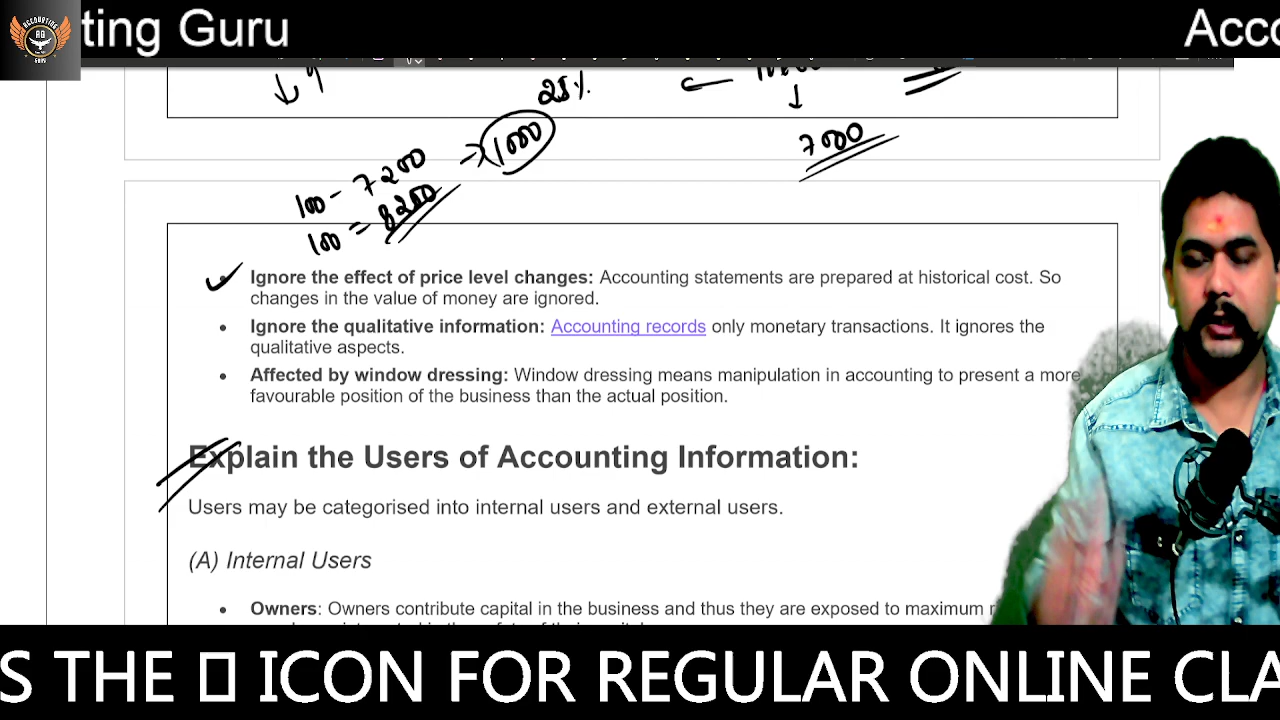 ting Guru
Acco
ACCOUNTING
AG
GURU
25%
7000
100 - 7200 => 1000
100 = 8200
Ignore the effect of price level changes: Accounting statements are prepared at historical cost. So
changes in the value of money are ignored.
Ignore the qualitative information: Accounting records only monetary transactions. It ignores the
qualitative aspects.
Affected by window dressing: Window dressing means manipulation in accounting to present a more
favourable position of the business than the actual position.
Explain the Users of Accounting Information:
Users may be categorised into internal users and external users.
(A) Internal Users
Owners: Owners contribute capital in the business and thus they are exposed to maximum
S THE ICON FOR REGULAR ONLINE CLA